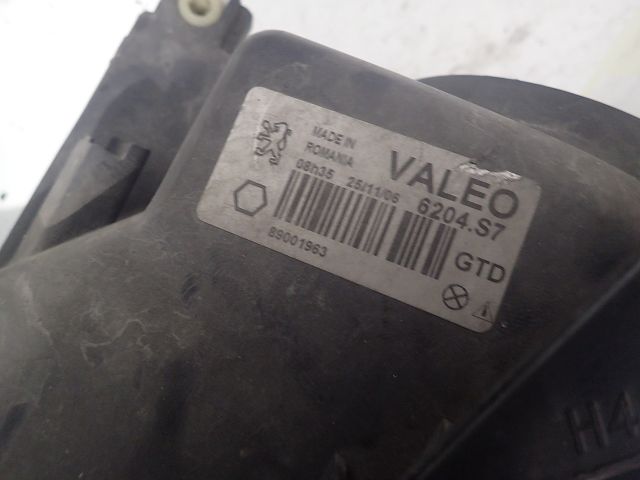 MADE IN
ROMANIA
VALEO
08h35 25/11/06 6204.S7
89001963
GTD
H4